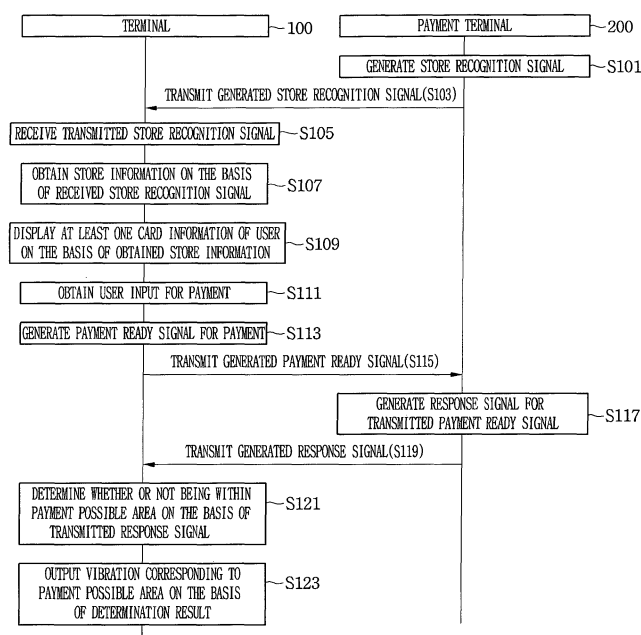 TERMINAL
100
PAYMENT TERMINAL
200
GENERATE STORE RECOGNITION SIGNAL
S101
TRANSMIT GENERATED STORE RECOGNITION SIGNAL(S103)
RECEIVE TRANSMITTED STORE RECOGNITION SIGNAL
S105
OBTAIN STORE INFORMATION ON THE BASIS
OF RECEIVED STORE RECOGNITION SIGNAL
S107
DISPLAY AT LEAST ONE CARD INFORMATION OF USER
ON THE BASIS OF OBTAINED STORE INFORMATION
S109
OBTAIN USER INPUT FOR PAYMENT
S111
GENERATE PAYMENT READY SIGNAL FOR PAYMENT
S113
TRANSMIT GENERATED PAYMENT READY SIGNAL(S115)
GENERATE RESPONSE SIGNAL FOR
TRANSMITTED PAYMENT READY SIGNAL
S117
TRANSMIT GENERATED RESPONSE SIGNAL(S119)
DETERMINE WHETHER OR NOT BEING WITHIN
PAYMENT POSSIBLE AREA ON THE BASIS OF
TRANSMITTED RESPONSE SIGNAL
S121
OUTPUT VIBRATION CORRESPONDING TO
PAYMENT POSSIBLE AREA ON THE BASIS
OF DETERMINATION RESULT
S123